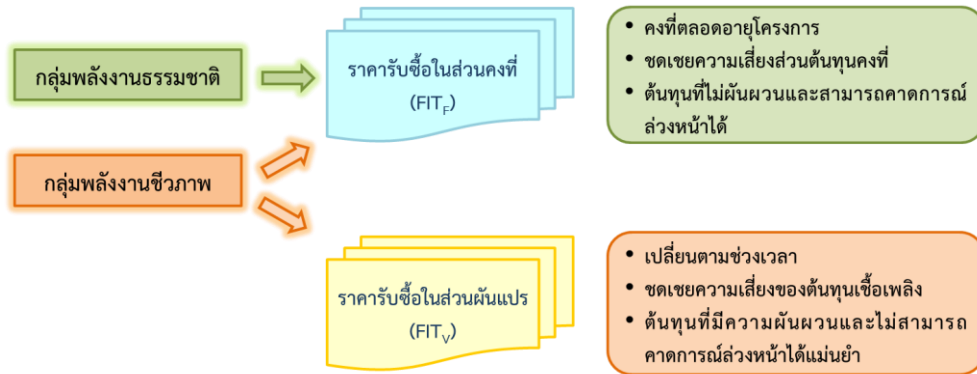 กลุ่มพลังงานธรรมชาติ
ราคารับซื้อในส่วนคงที่
(FIT_F)
• คงที่ตลอดอายุโครงการ
• ชดเชยความเสี่ยงส่วนต้นทุนคงที่
• ต้นทุนที่ไม่ผันผวนและสามารถคาดการณ์
ล่วงหน้าได้
กลุ่มพลังงานชีวภาพ
ราคารับซื้อในส่วนผันแปร
(FIT_V)
• เปลี่ยนตามช่วงเวลา
• ชดเชยความเสี่ยงของต้นทุนเชื้อเพลิง
• ต้นทุนที่มีความผันผวนและไม่สามารถ
คาดการณ์ล่วงหน้าได้แม่นยำ